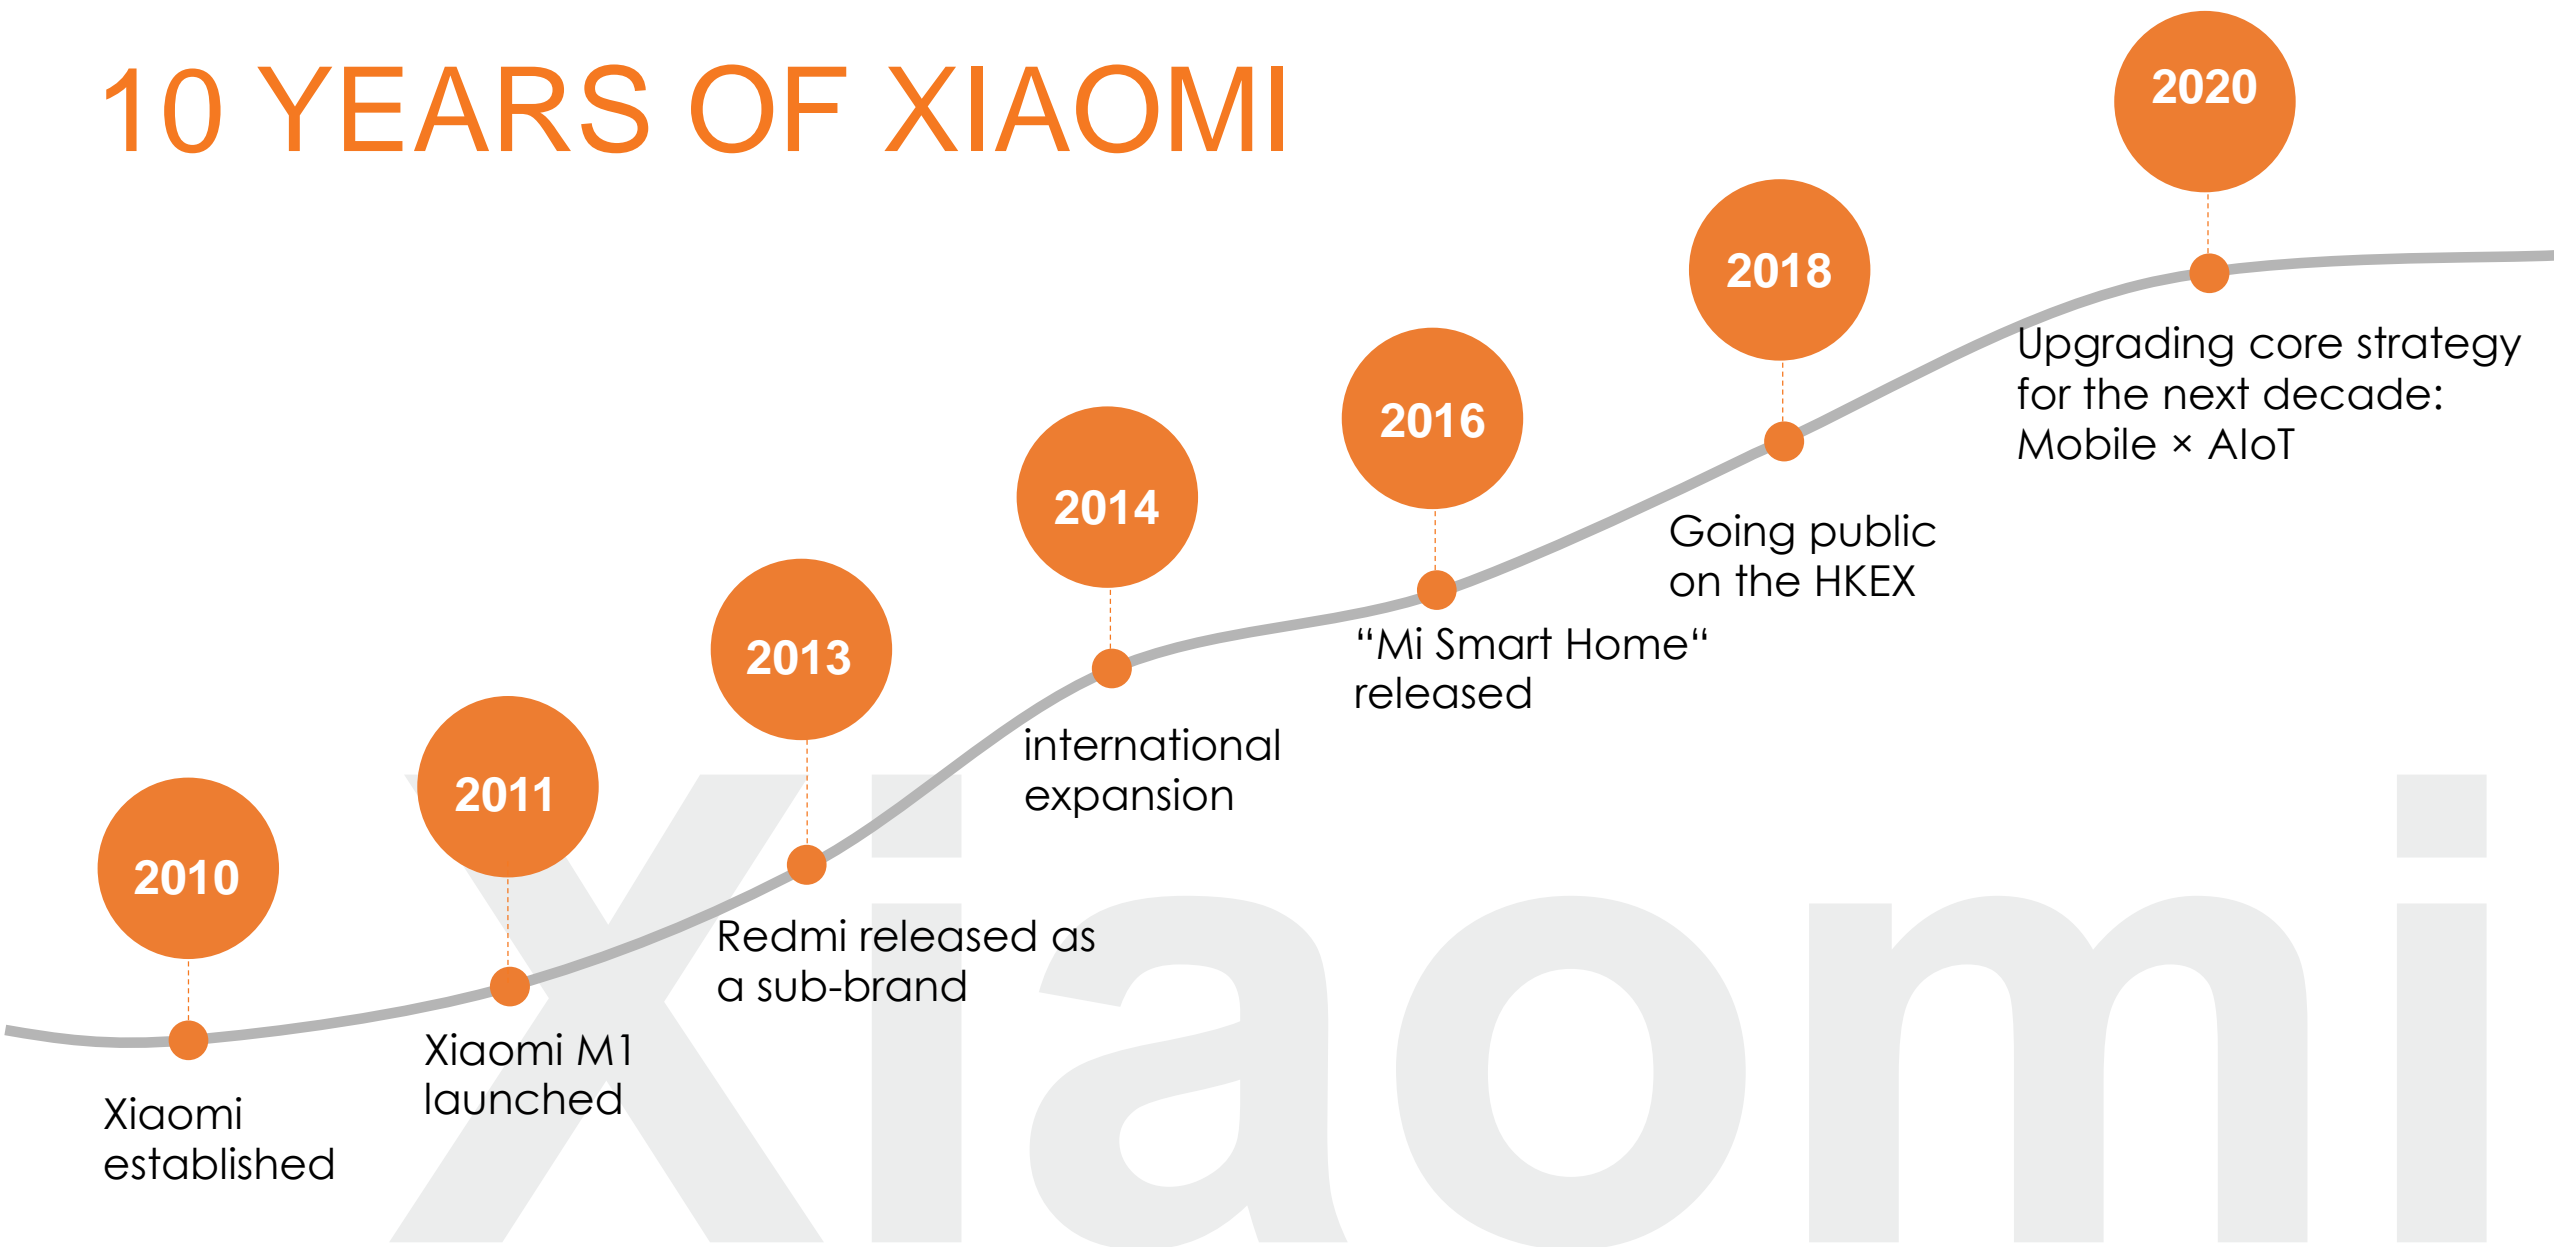 10 YEARS OF XIAOMI
2010
Xiaomi
established
2011
Xiaomi M1
launched
2013
Redmi released as
a sub-brand
2014
international
expansion
2016
“Mi Smart Home“
released
2018
Going public
on the HKEX
2020
Upgrading core strategy
for the next decade:
Mobile × AIoT
Xiaomi